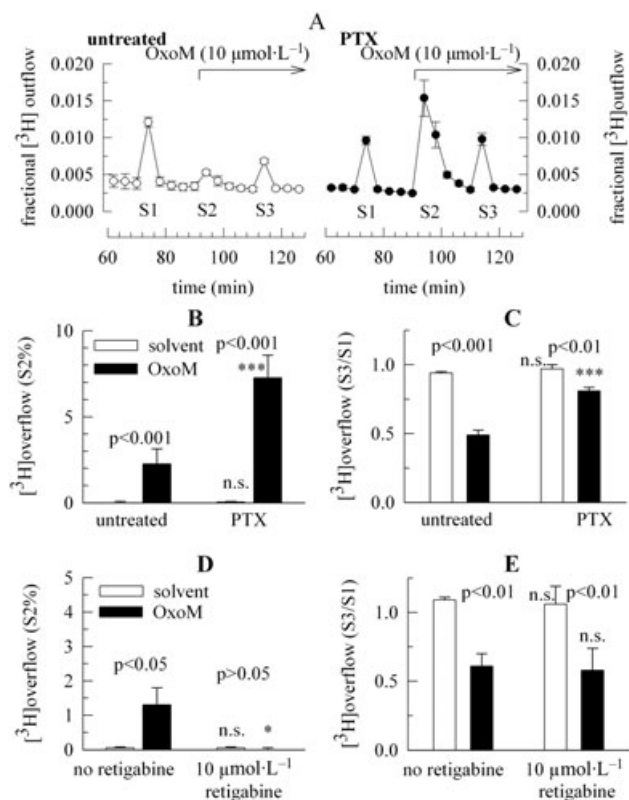 A
untreated
OxoM (10 μmol·L⁻¹)
PTX
OxoM (10 μmol·L⁻¹)
fractional [³H] outflow
0.020
0.015
0.010
0.005
0.000
S1
S2
S3
S1
S2
S3
0.020
0.015
0.010
0.005
0.000
fractional [³H]outflow
60
80
100
120
60
80
100
120
time (min)
time (min)
B
[³H]overflow (S2%)
10
5
0
solvent
OxoM
p<0.001
p<0.001
***
n.s.
untreated
PTX
C
[³H]overflow (S3/S1)
1.0
0.5
0.0
p<0.001
n.s.
p<0.01
***
untreated
PTX
D
[³H]overflow (S2%)
5
4
3
2
1
0
solvent
OxoM
p<0.05
p>0.05
n.s.
*
no retigabine
10 μmol·L⁻¹
retigabine
E
[³H]overflow (S3/S1)
1.0
0.5
0.0
p<0.01
n.s.
p<0.01
n.s.
no retigabine
10 μmol·L⁻¹
retigabine